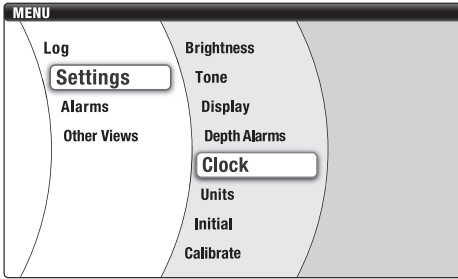 MENU
Log
Settings
Alarms
Other Views
Brightness
Tone
Display
Depth Alarms
Clock
Units
Initial
Calibrate